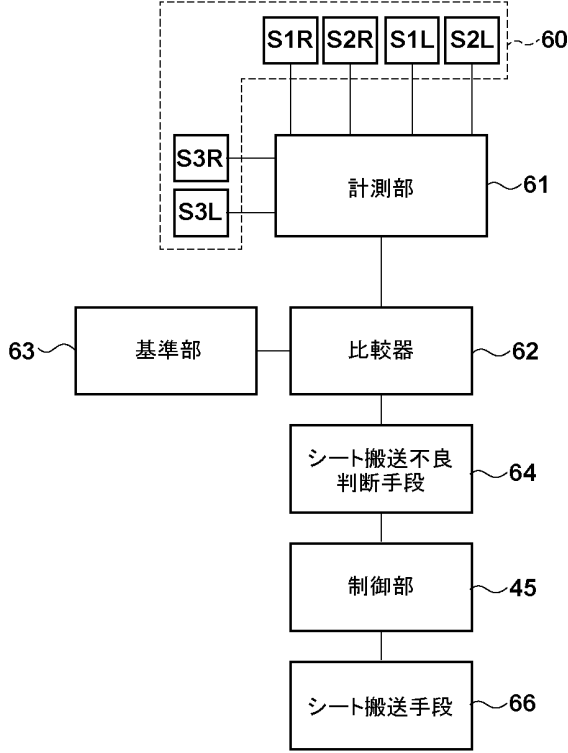 S1R S2R S1L S2L 60
S3R
S3L
計測部 61
63 基準部 比較器 62
シート搬送不良
判断手段 64
制御部 45
シート搬送手段 66